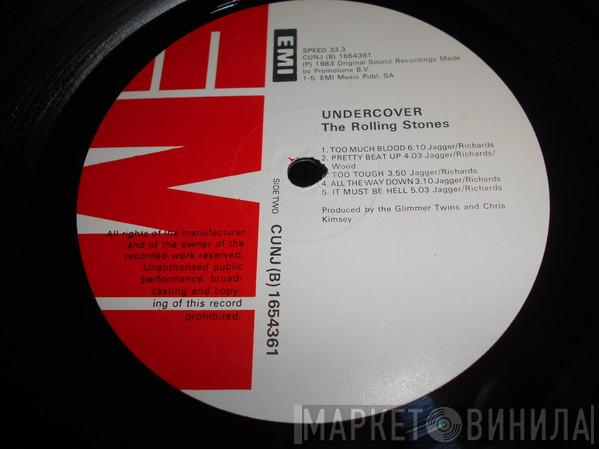 EMI
SPEED 33.3
CUNJ (B) 1654361
(P) 1983 Original Sound Recordings Made
by Promotone B.V.
1-5. EMI Music Publ. SA
UNDERCOVER
The Rolling Stones
1. TOO MUCH BLOOD 6.10 Jagger/Richards
2. PRETTY BEAT UP 4.03 Jagger/Richards/
Wood
TOO TOUGH 3.50 Jagger/Richards
4. ALL THE WAY DOWN 3.10 Jagger/Richards
5. IT MUST BE HELL 5.03 Jagger/Richards
Produced by the Glimmer Twins and Chris
Kimsey
SIDE TWO
CUNJ (B) 1654361
All rights of the manufacturer
and of the owner of the
recorded work reserved.
Unauthorised public
performance, broad-
casting and copy-
ing of this record
prohibited.
EMI
МАРКЕТ ВИНИЛА